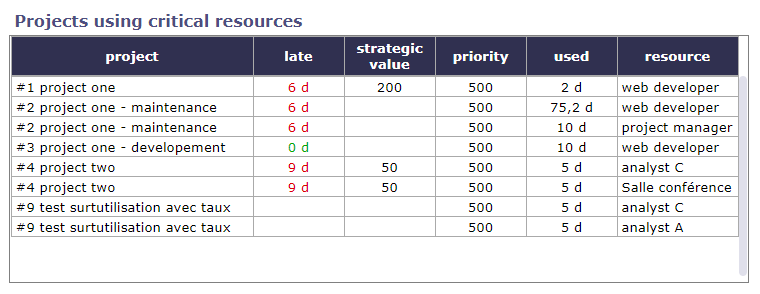 Projects using critical resources
project late strategic value priority used resource
#1 project one 6 d 200 500 2 d web developer
#2 project one - maintenance 6 d 500 75,2 d web developer
#2 project one - maintenance 6 d 500 10 d project manager
#3 project one - developement 0 d 500 10 d web developer
#4 project two 9 d 50 500 5 d analyst C
#4 project two 9 d 50 500 5 d Salle conférence
#9 test surtutilisation avec taux 500 5 d analyst C
#9 test surtutilisation avec taux 500 5 d analyst A